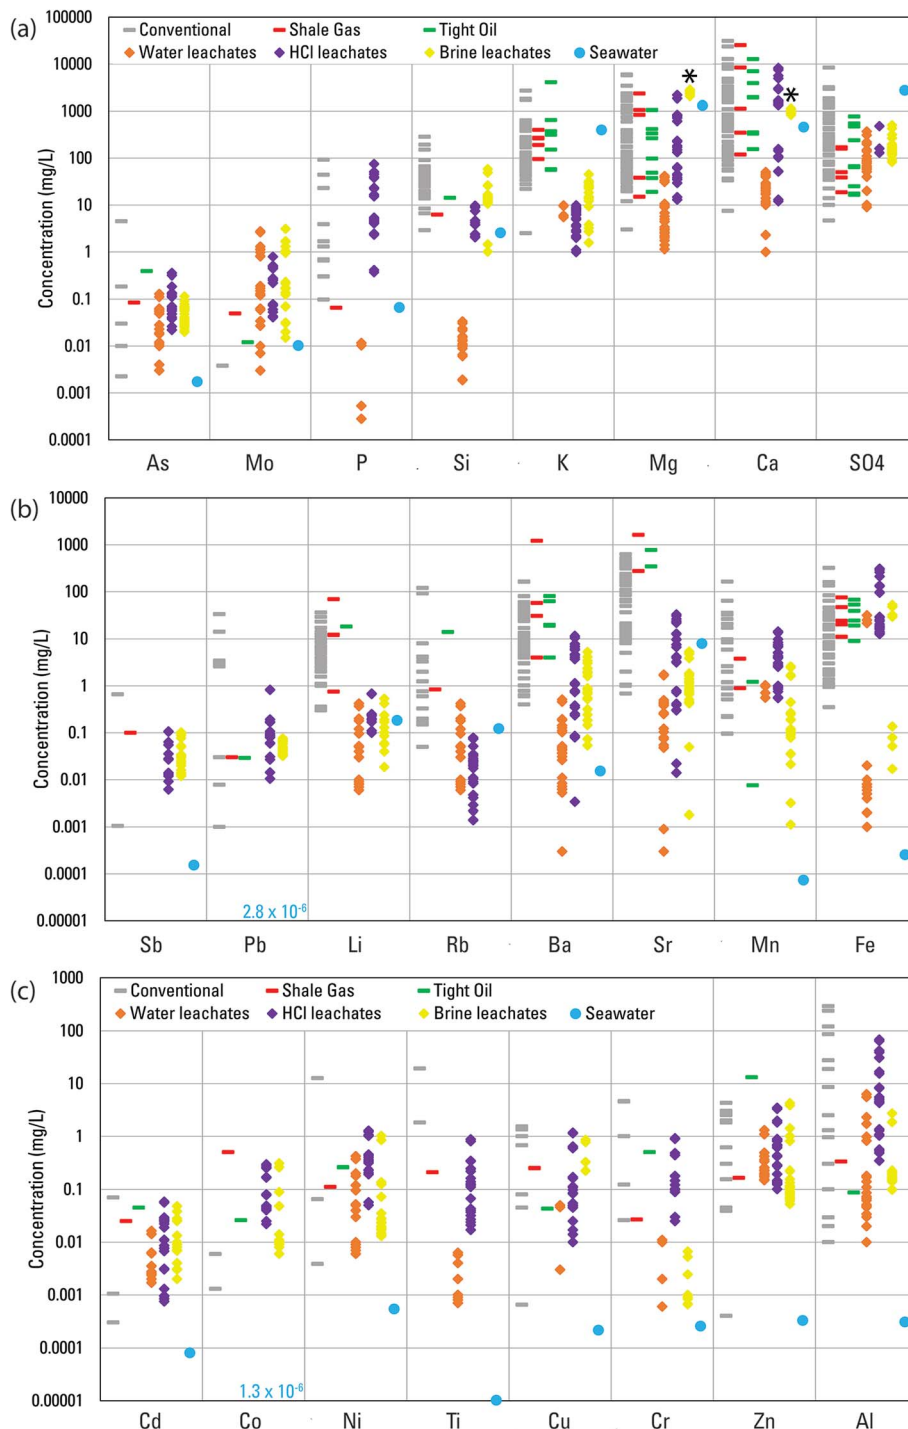 (a)
Conventional Shale Gas Tight Oil
Water leachates HCl leachates Brine leachates Seawater
100000
10000
1000
100
10
1
0.1
0.01
0.001
0.0001
Concentration (mg/L)
* *
As Mo P Si K Mg Ca SO4
(b)
10000
1000
100
10
1
0.1
0.01
0.001
0.0001
0.00001
Concentration (mg/L)
2.8 x 10⁻⁶
Sb Pb Li Rb Ba Sr Mn Fe
(c)
Conventional Shale Gas Tight Oil
Water leachates HCl leachates Brine leachates Seawater
1000
100
10
1
0.1
0.01
0.001
0.0001
0.00001
Concentration (mg/L)
1.3 x 10⁻⁶
Cd Co Ni Ti Cu Cr Zn Al